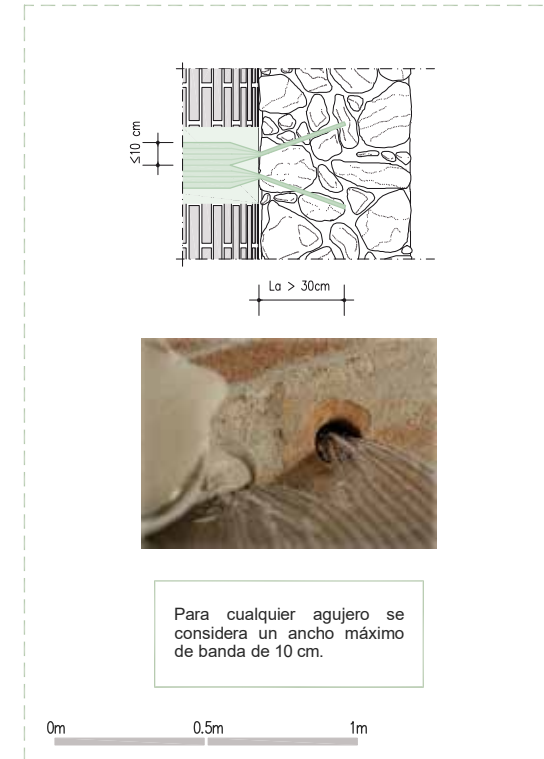 ≤10 cm
La > 30cm
Para cualquier agujero se
considera un ancho máximo
de banda de 10 cm.
0m 0.5m 1m